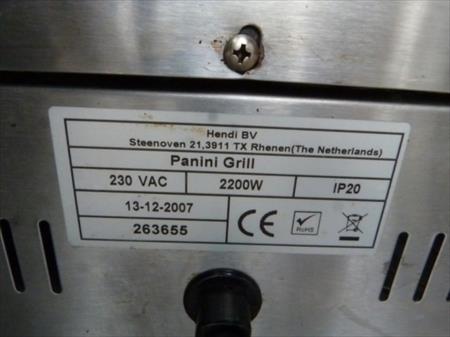 Hendi BV
Steenoven 21,3911 TX Rhenen(The Netherlands)
Panini Grill
230 VAC 2200W IP20
13-12-2007
263655
CE RoHS